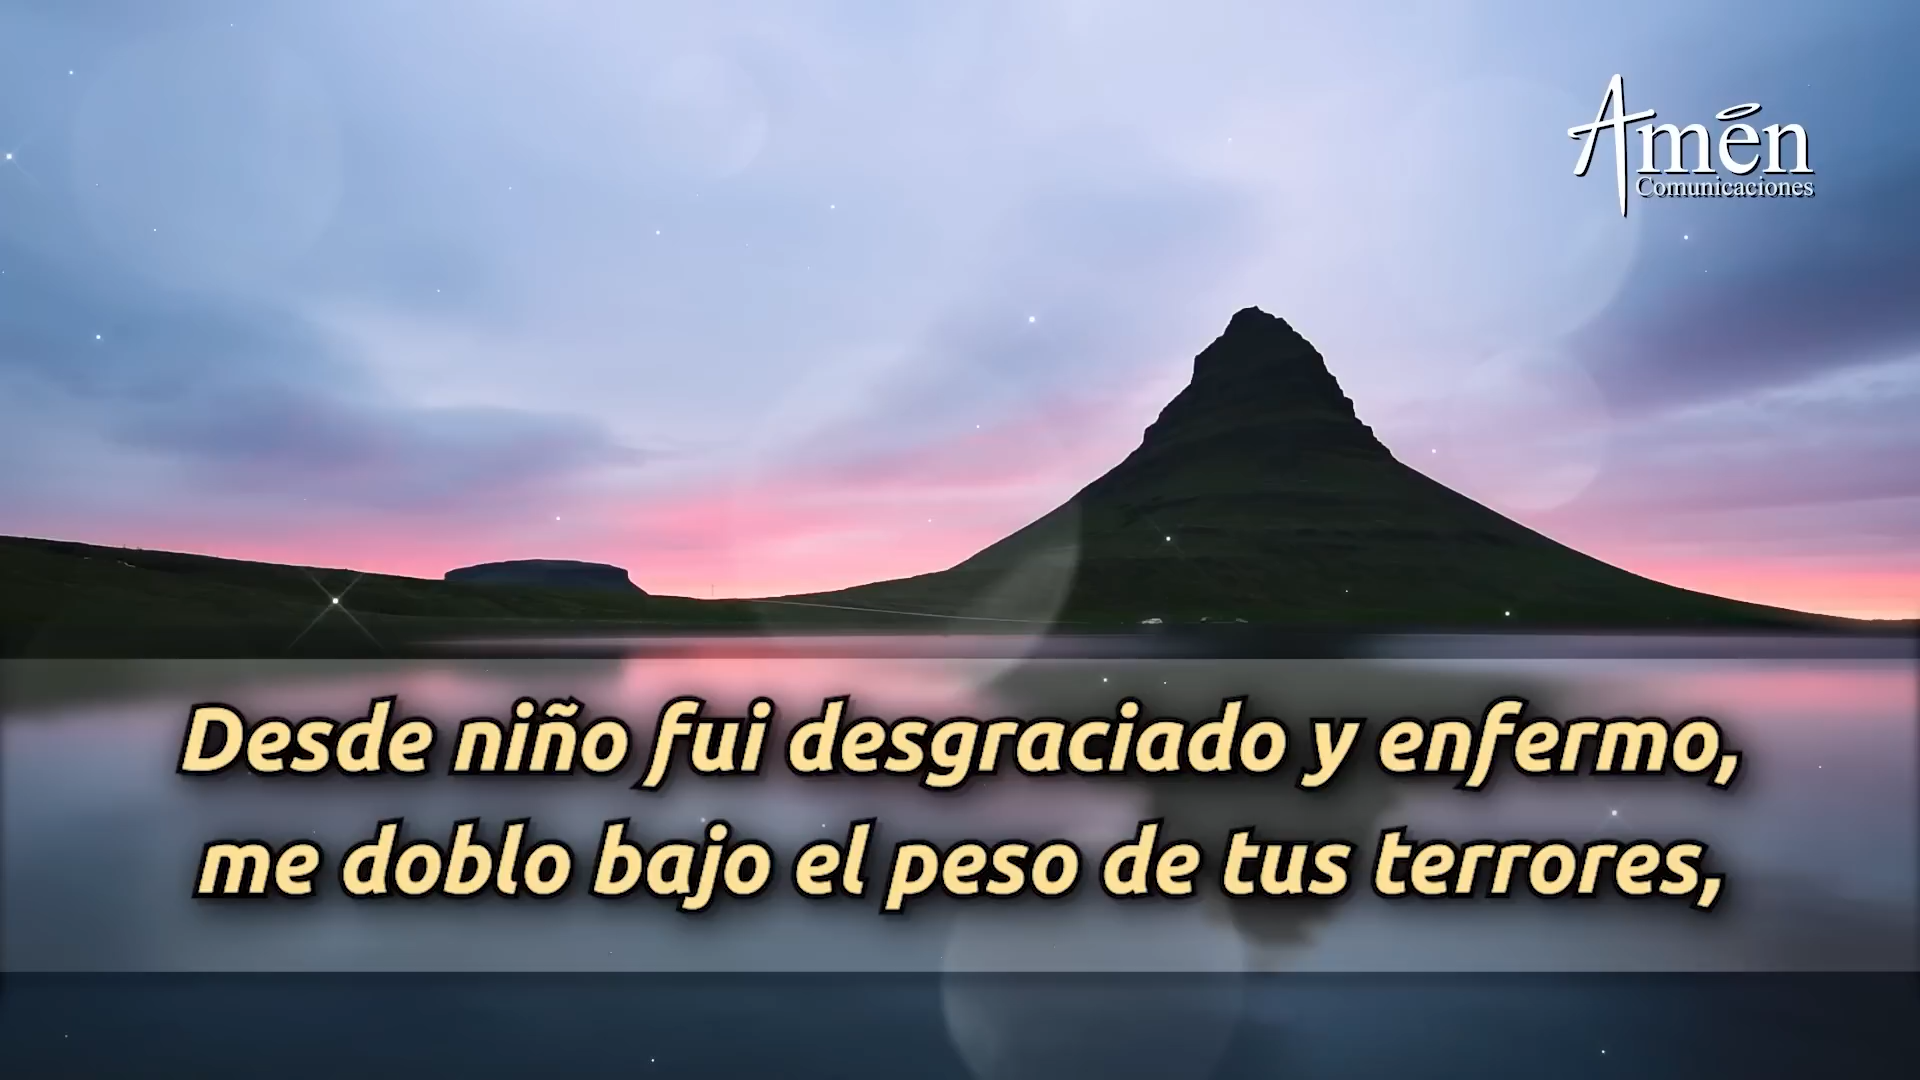 Amén
Comunicaciones
Desde niño fui desgraciado y enfermo,
me doblo bajo el peso de tus terrores,